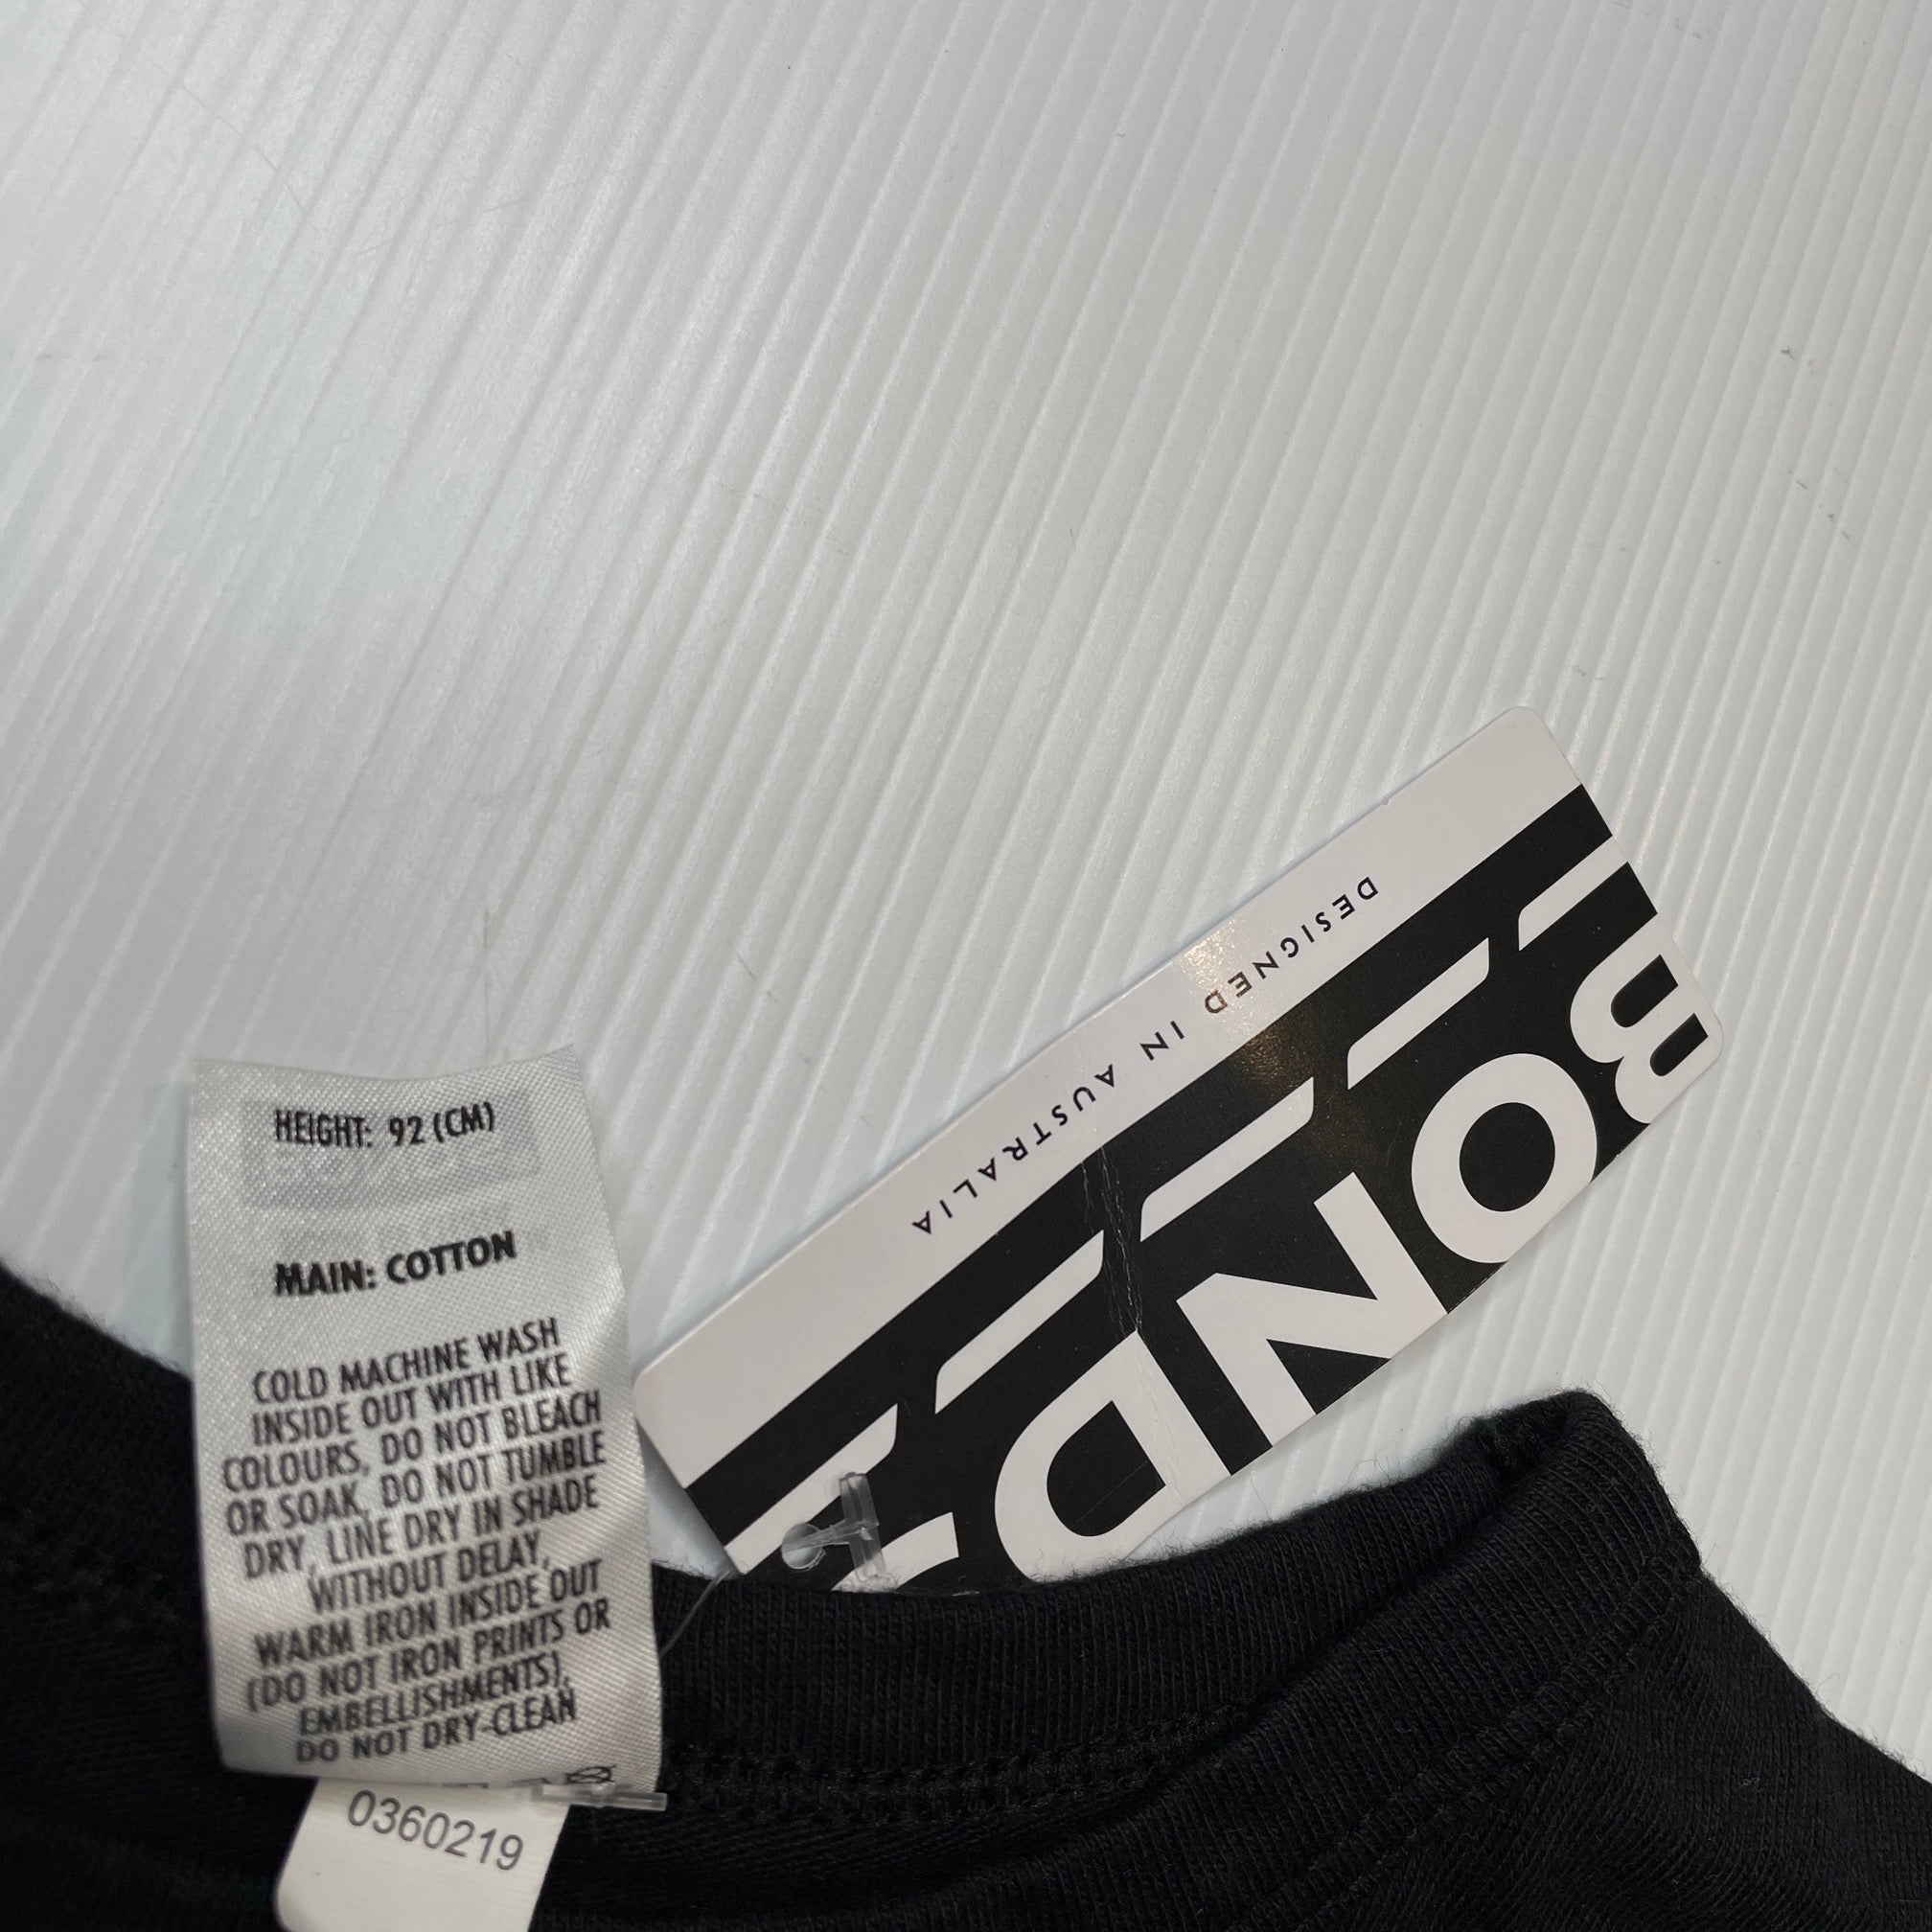 HEIGHT: 92 (CM)
MAIN: COTTON
COLD MACHINE WASH
INSIDE OUT WITH LIKE
COLOURS, DO NOT BLEACH
OR SOAK, DO NOT TUMBLE
DRY, LINE DRY IN SHADE
WITHOUT DELAY,
WARM IRON INSIDE OUT
(DO NOT IRON PRINTS OR
EMBELLISHMENTS),
DO NOT DRY-CLEAN
0360219
DESIGNED IN AUSTRALIA
BOND